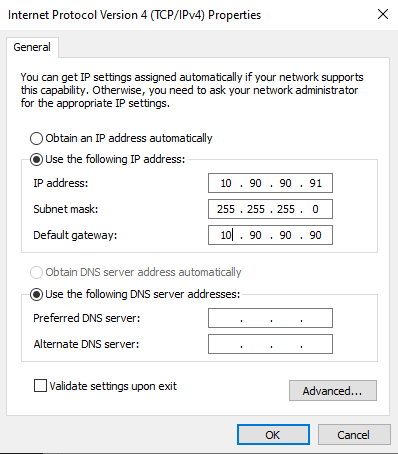 Internet Protocol Version 4 (TCP/IPv4) Properties
General
You can get IP settings assigned automatically if your network supports
this capability. Otherwise, you need to ask your network administrator
for the appropriate IP settings.
Obtain an IP address automatically
Use the following IP address:
IP address: 10 . 90 . 90 . 91
Subnet mask: 255 . 255 . 255 . 0
Default gateway: 10 . 90 . 90 . 90
Obtain DNS server address automatically
Use the following DNS server addresses:
Preferred DNS server: . . .
Alternate DNS server: . . .
Validate settings upon exit
Advanced...
OK Cancel